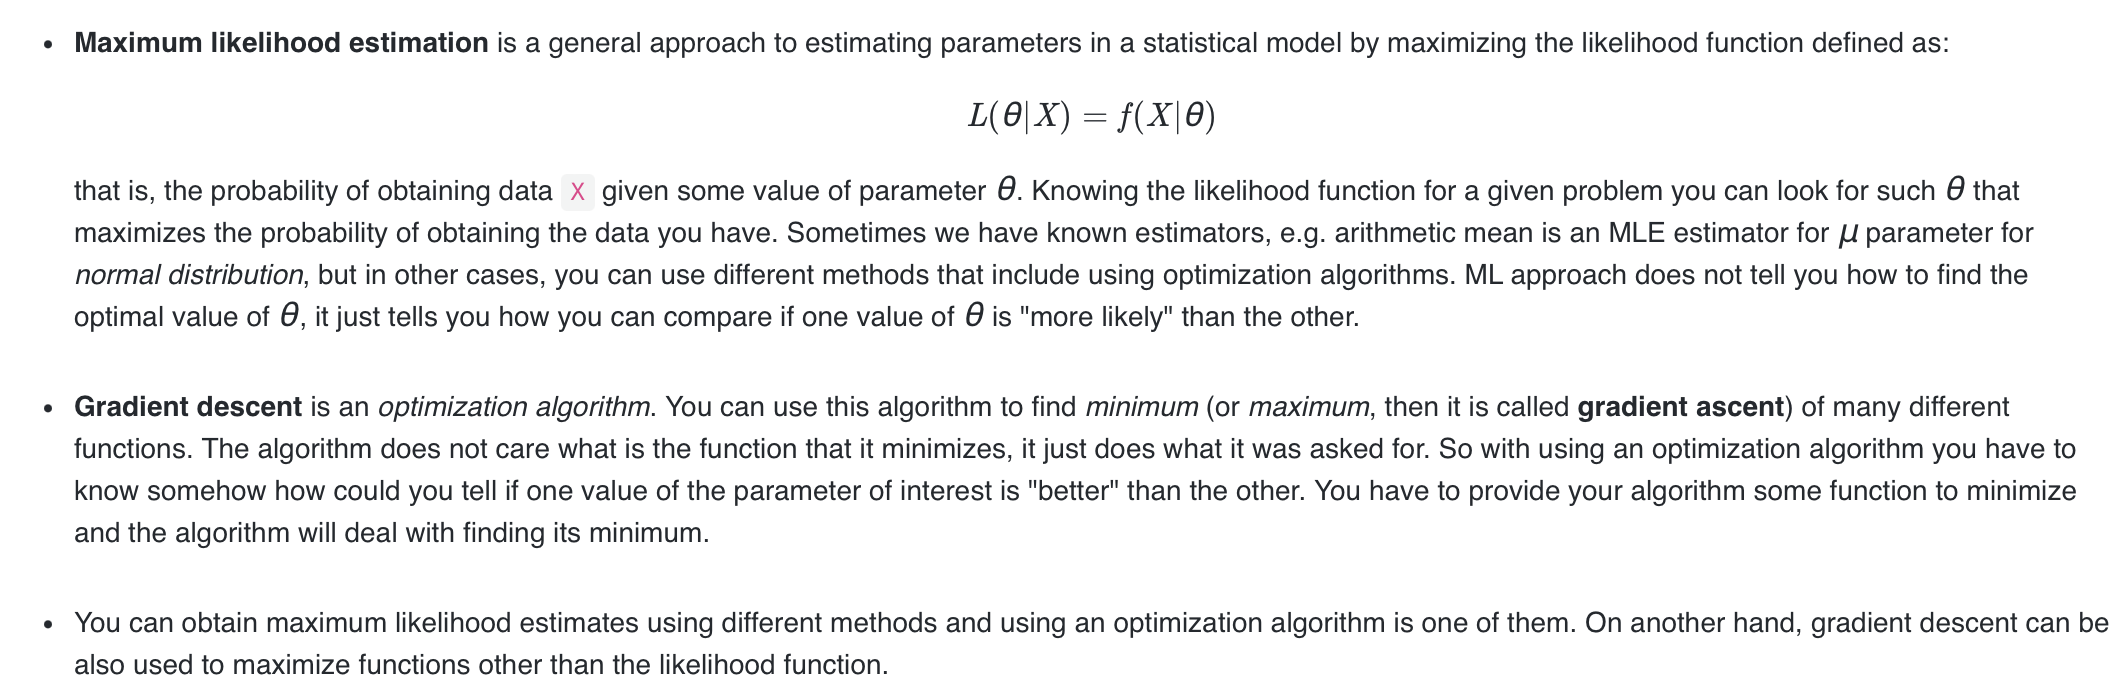 • Maximum likelihood estimation is a general approach to estimating parameters in a statistical model by maximizing the likelihood function defined as:
L(θ|X) = f(X|θ)
that is, the probability of obtaining data X given some value of parameter θ. Knowing the likelihood function for a given problem you can look for such θ that
maximizes the probability of obtaining the data you have. Sometimes we have known estimators, e.g. arithmetic mean is an MLE estimator for μ parameter for
normal distribution, but in other cases, you can use different methods that include using optimization algorithms. ML approach does not tell you how to find the
optimal value of θ, it just tells you how you can compare if one value of θ is "more likely" than the other.
• Gradient descent is an optimization algorithm. You can use this algorithm to find minimum (or maximum, then it is called gradient ascent) of many different
functions. The algorithm does not care what is the function that it minimizes, it just does what it was asked for. So with using an optimization algorithm you have to
know somehow how could you tell if one value of the parameter of interest is "better" than the other. You have to provide your algorithm some function to minimize
and the algorithm will deal with finding its minimum.
• You can obtain maximum likelihood estimates using different methods and using an optimization algorithm is one of them. On another hand, gradient descent can be
also used to maximize functions other than the likelihood function.